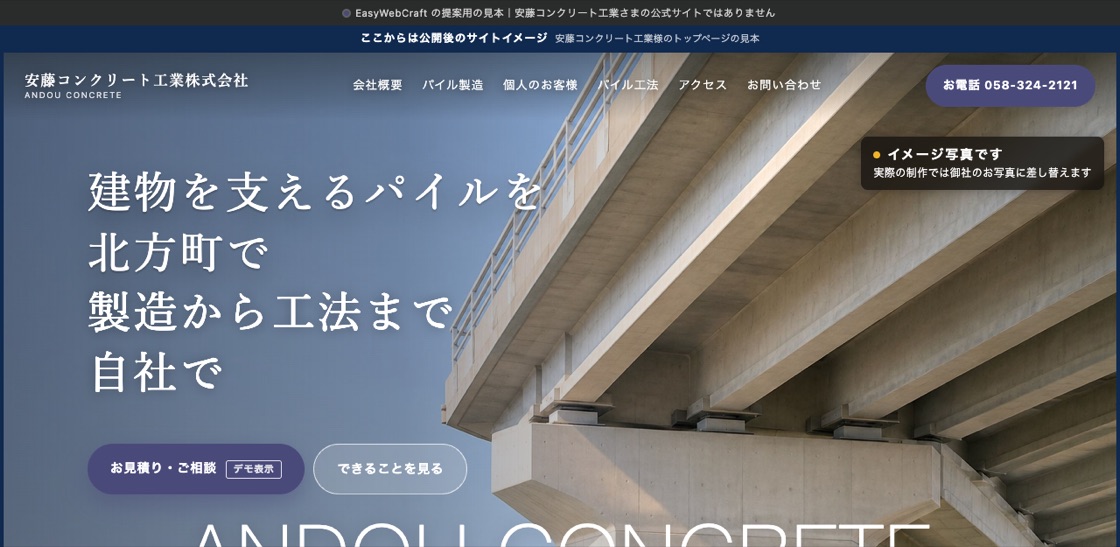 EasyWebCraft の提案用の見本｜安藤コンクリート工業さまの公式サイトではありません
ここからは公開後のサイトイメージ 安藤コンクリート工業様のトップページの見本
安藤コンクリート工業株式会社
ANDOU CONCRETE
会社概要 パイル製造 個人のお客様 パイル工法 アクセス お問い合わせ
お電話 058-324-2121
イメージ写真です
実際の制作では御社のお写真に差し替えます
建物を支えるパイルを
北方町で
製造から工法まで
自社で
お見積り・ご相談 デモ表示
できることを見る
ANDOU CONCRETE